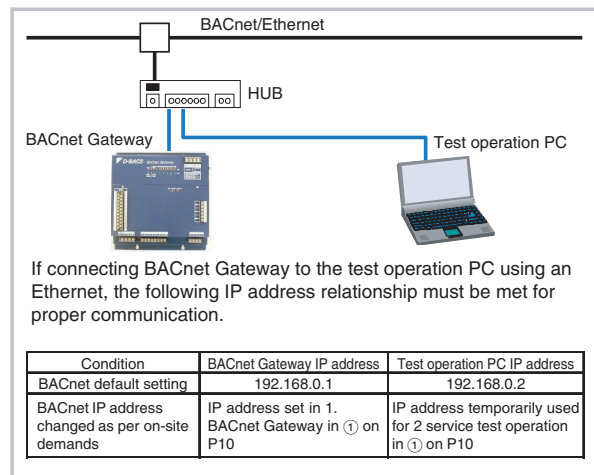 BACnet/Ethernet
HUB
BACnet Gateway
Test operation PC
D-BACS BACnet Gateway
If connecting BACnet Gateway to the test operation PC using an
Ethernet, the following IP address relationship must be met for
proper communication.
Condition BACnet Gateway IP address Test operation PC IP address
BACnet default setting 192.168.0.1 192.168.0.2
BACnet IP address
changed as per on-site
demands
IP address set in 1.
BACnet Gateway in ① on
P10
IP address temporarily used
for 2 service test operation
in ① on P10